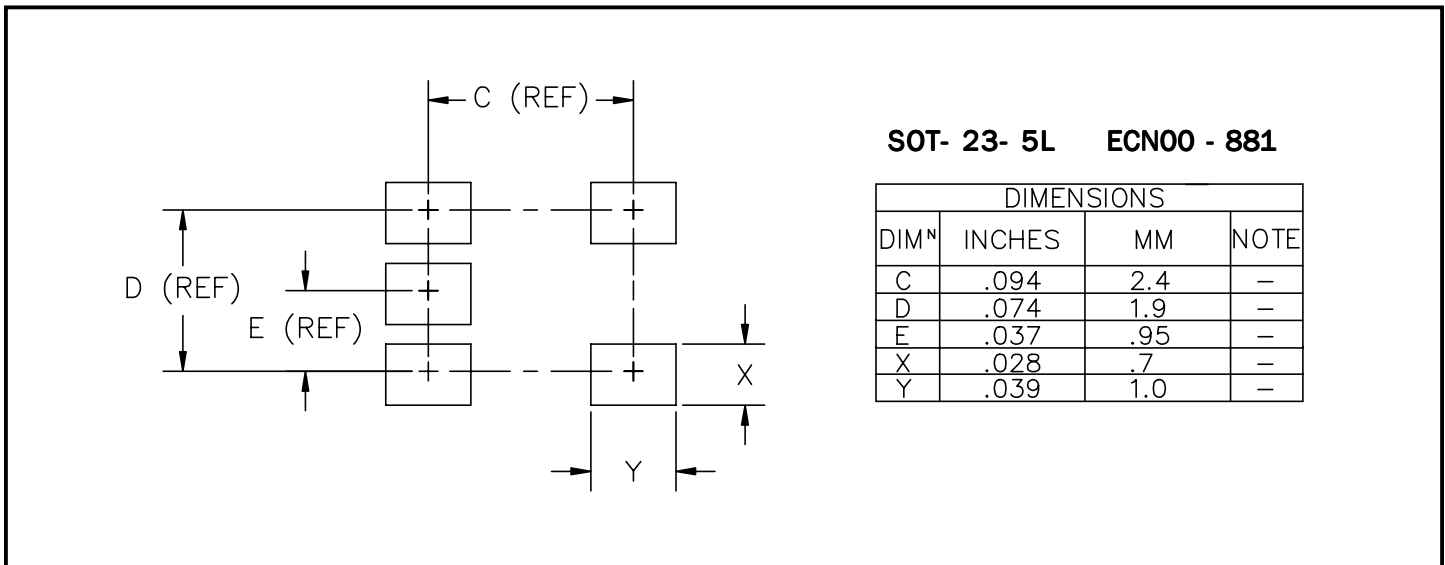 C (REF)
D (REF)
E (REF)
X
Y
SOT- 23- 5L ECN00 - 881
DIMENSIONS
DIMᴺ INCHES MM NOTE
C .094 2.4 –
D .074 1.9 –
E .037 .95 –
X .028 .7 –
Y .039 1.0 –